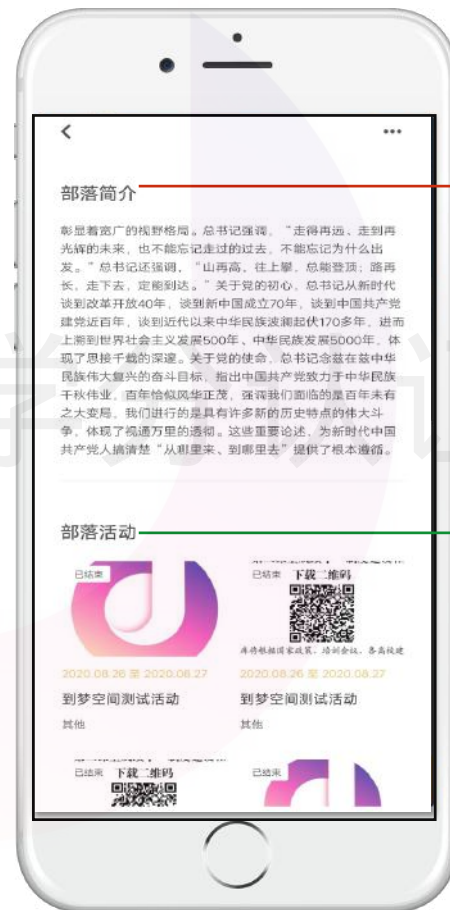 部落简介
彰显着宽广的视野格局。总书记强调，“走得再远、走到再
光辉的未来，也不能忘记走过的过去，不能忘记为什么出
发。”总书记还强调，“山再高，往上攀，总能登顶；路再
长，走下去，定能到达。”关于党的初心，总书记从新时代
谈到改革开放40年，谈到新中国成立70年，谈到中国共产党
建党近百年，谈到近代以来中华民族波澜起伏170多年，进而
上溯到世界社会主义发展500年、中华民族发展5000年，体
现了思接千载的深邃。关于党的使命，总书记念兹在兹中华
民族伟大复兴的奋斗目标，指出中国共产党致力于中华民族
千秋伟业，百年恰似风华正茂，强调我们面临的是百年未有
之大变局，我们进行的是具有许多新的历史特点的伟大斗
争，体现了视通万里的透彻。这些重要论述，为新时代中国
共产党人搞清楚“从哪里来、到哪里去”提供了根本遵循。
部落活动
已结束
已结束 下载二维码
库将根据国家政策、培训会议、各高校建
2020.08.26 至 2020.08.27
2020.08.26 至 2020.08.27
到梦空间测试活动
到梦空间测试活动
其他
其他
已结束 下载二维码
已结束